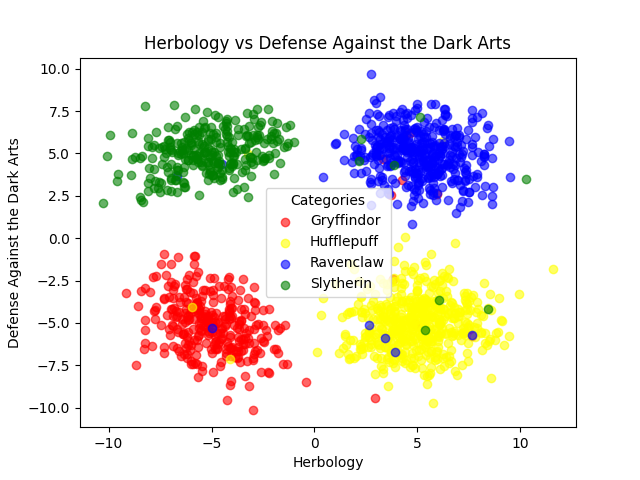 Herbology vs Defense Against the Dark Arts
Defense Against the Dark Arts
10.0
7.5
5.0
2.5
0.0
−2.5
−5.0
−7.5
−10.0
Categories
Gryffindor
Hufflepuff
Ravenclaw
Slytherin
−10 −5 0 5 10
Herbology